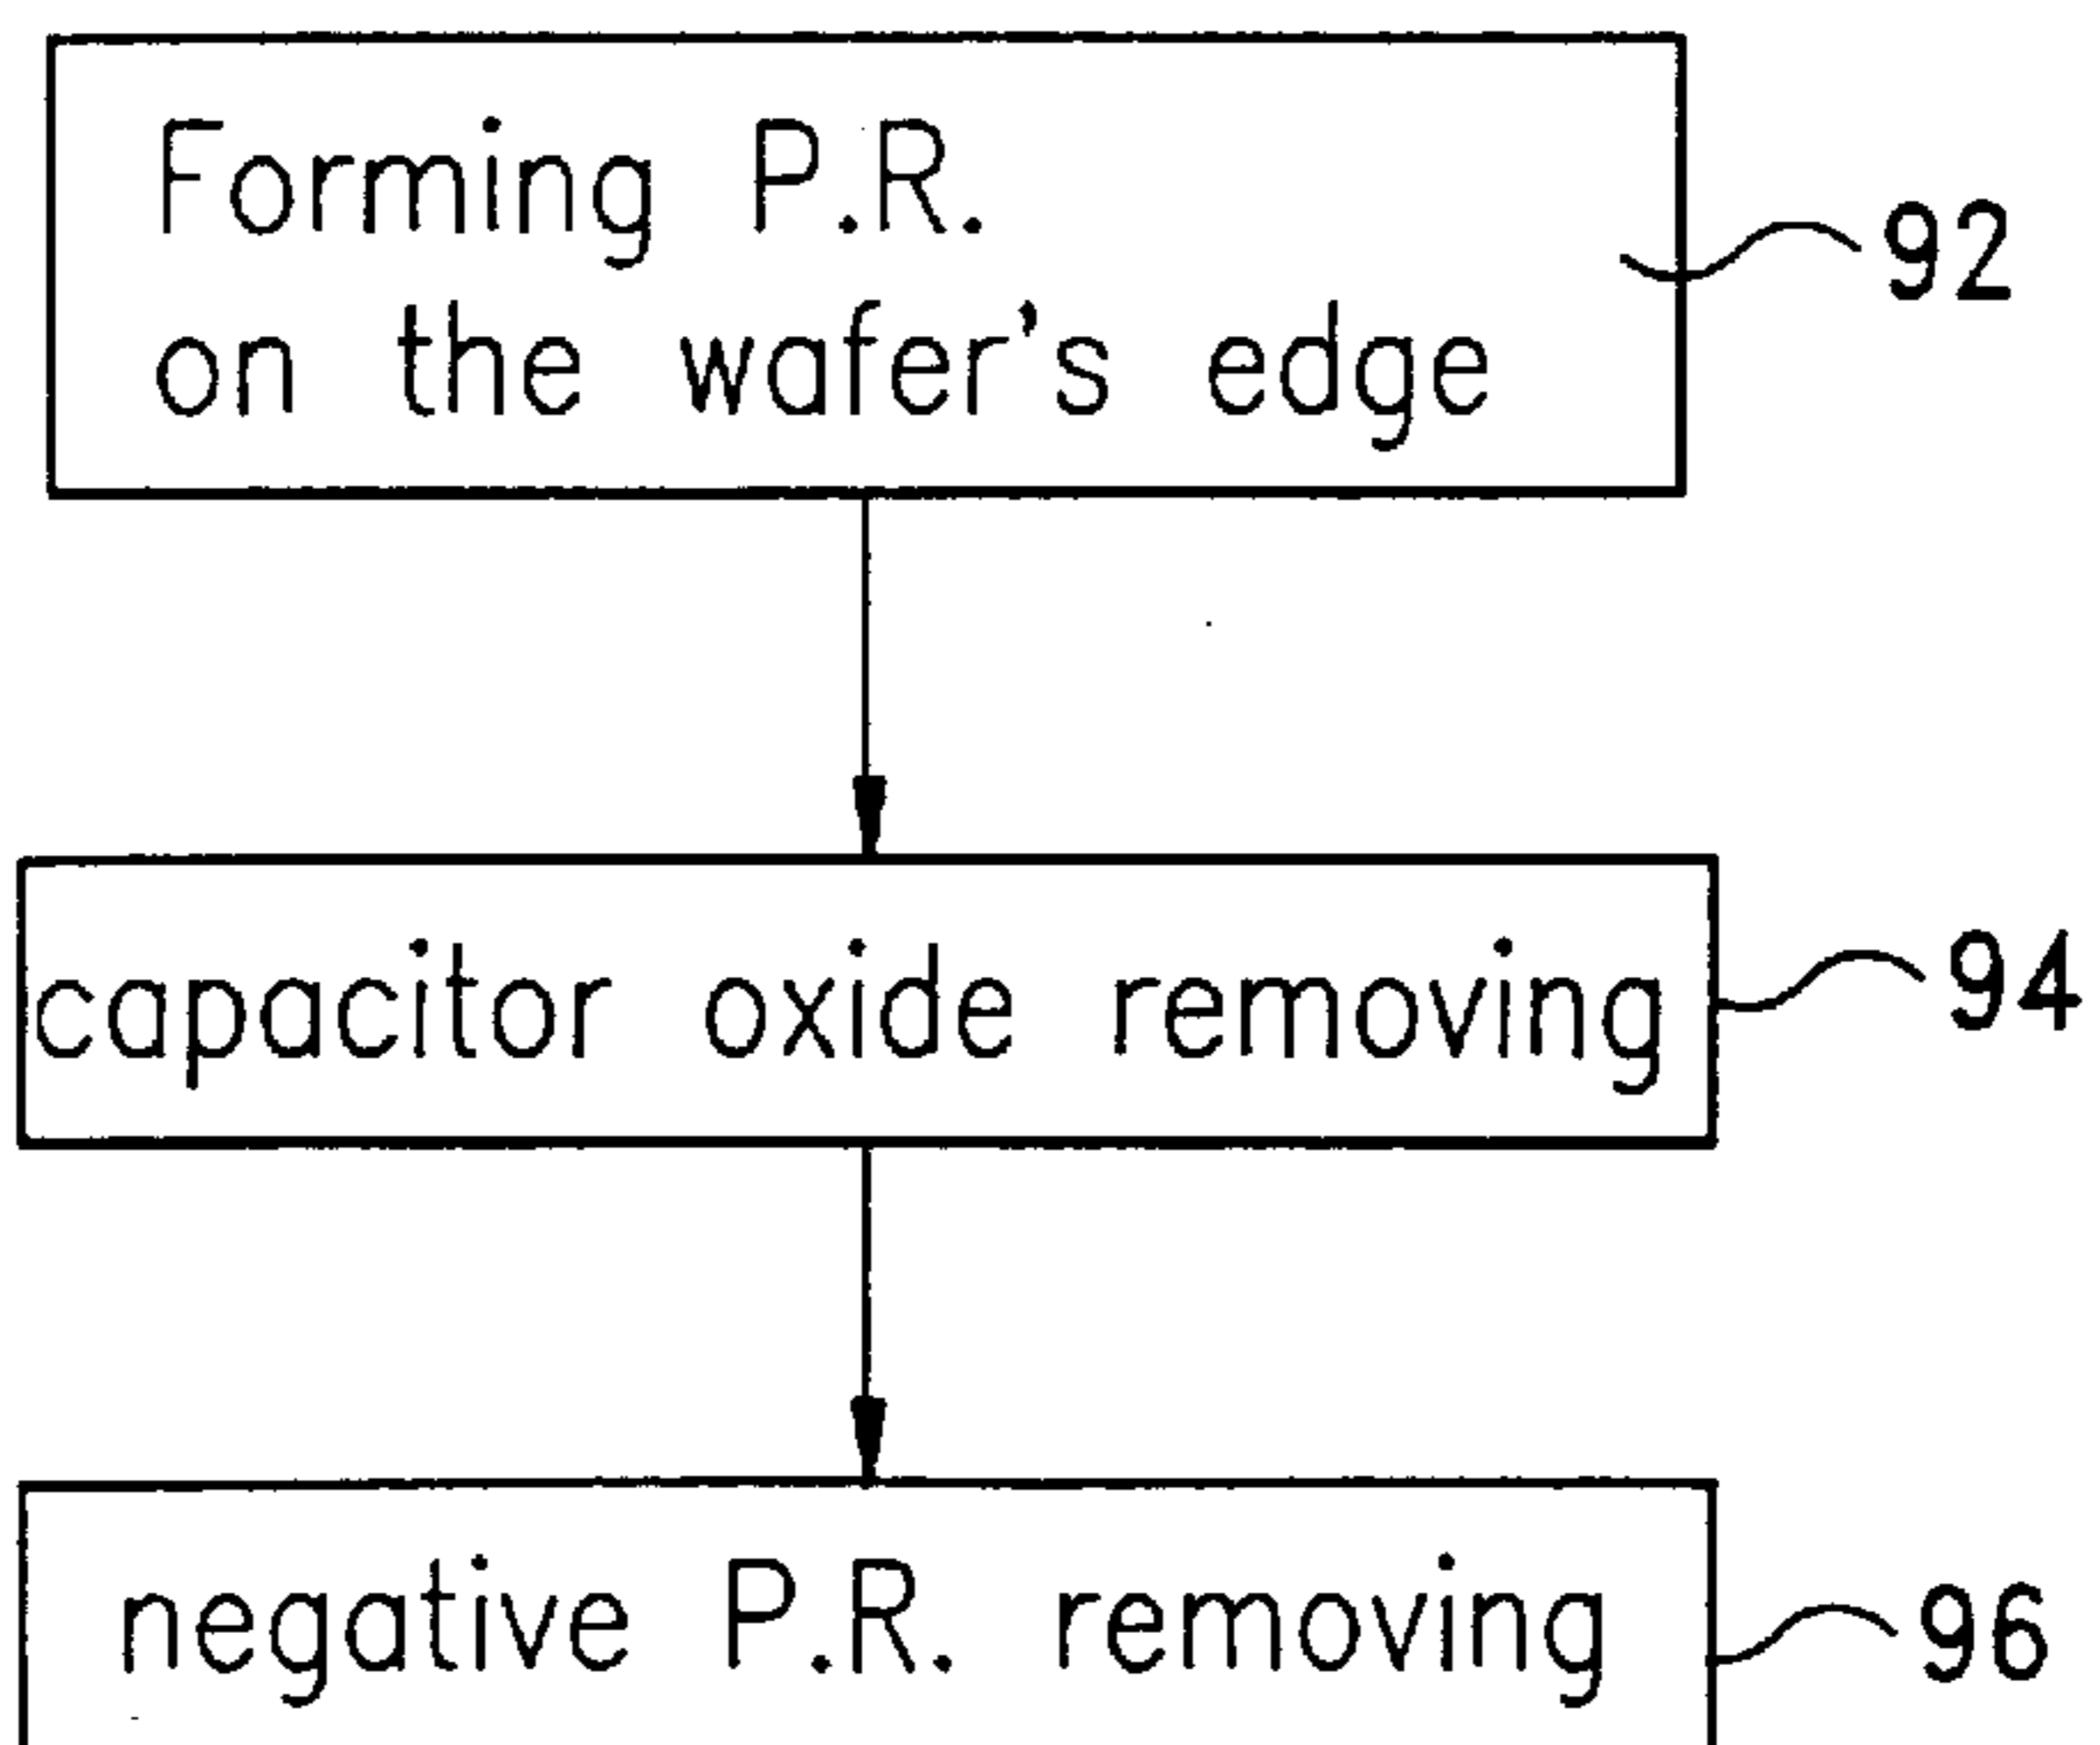 Forming P.R.
on the wafer's edge
92
capacitor oxide removing
94
negative P.R. removing
96